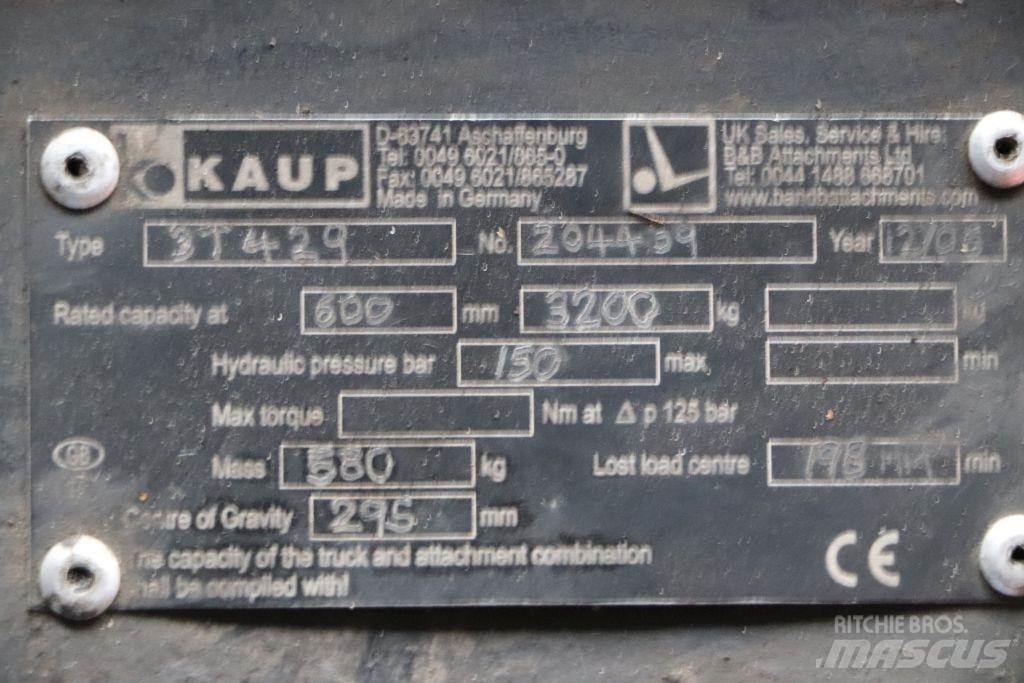 KAUP
D-63741 Aschaffenburg
Tel: 0049 6021/865-0
Fax: 0049 6021/865287
Made in Germany
UK Sales, Service & Hire:
B&B Attachments Ltd
Tel: 0044 1488 668701
www.bandbattachments.com
Type 3T429 No. 204459 Year 12/05
Rated capacity at 600 mm 3200 kg kg
Hydraulic pressure bar 150 max. min
Max torque Nm at Δ p 125 bar
GB
Mass 580 kg Lost load centre 198 MM min
of Gravity 295 mm
capacity of the truck and attachment combination
be complied with!
CE
RITCHIE BROS.
MASCUS